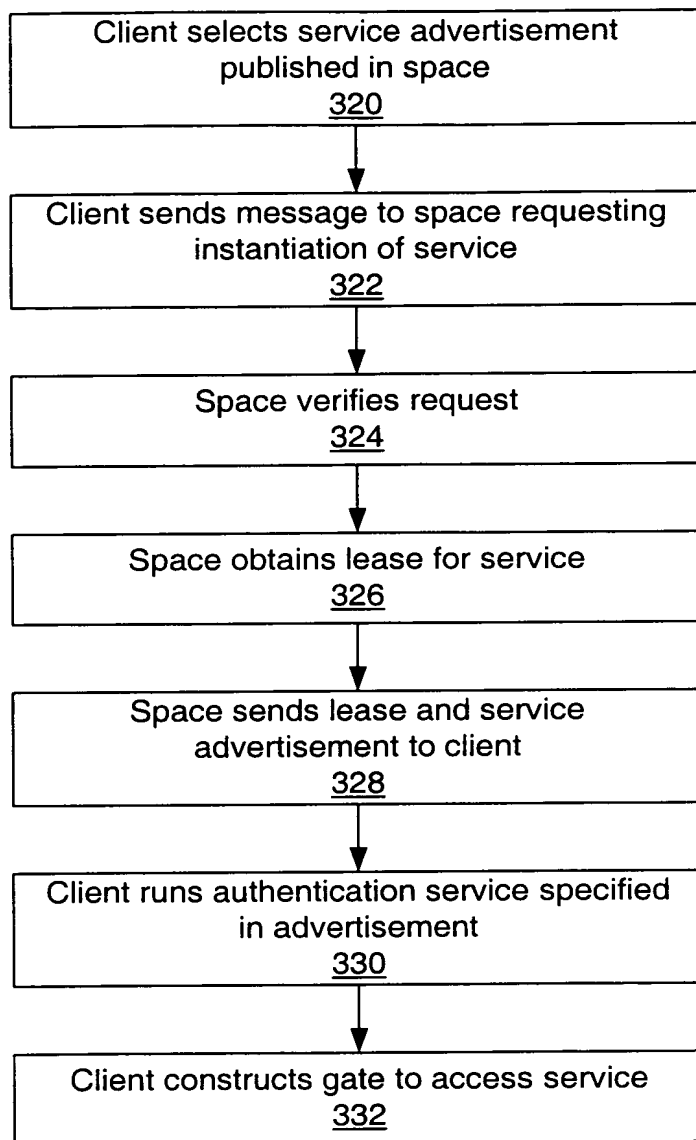 Client selects service advertisement
published in space
320
Client sends message to space requesting
instantiation of service
322
Space verifies request
324
Space obtains lease for service
326
Space sends lease and service
advertisement to client
328
Client runs authentication service specified
in advertisement
330
Client constructs gate to access service
332